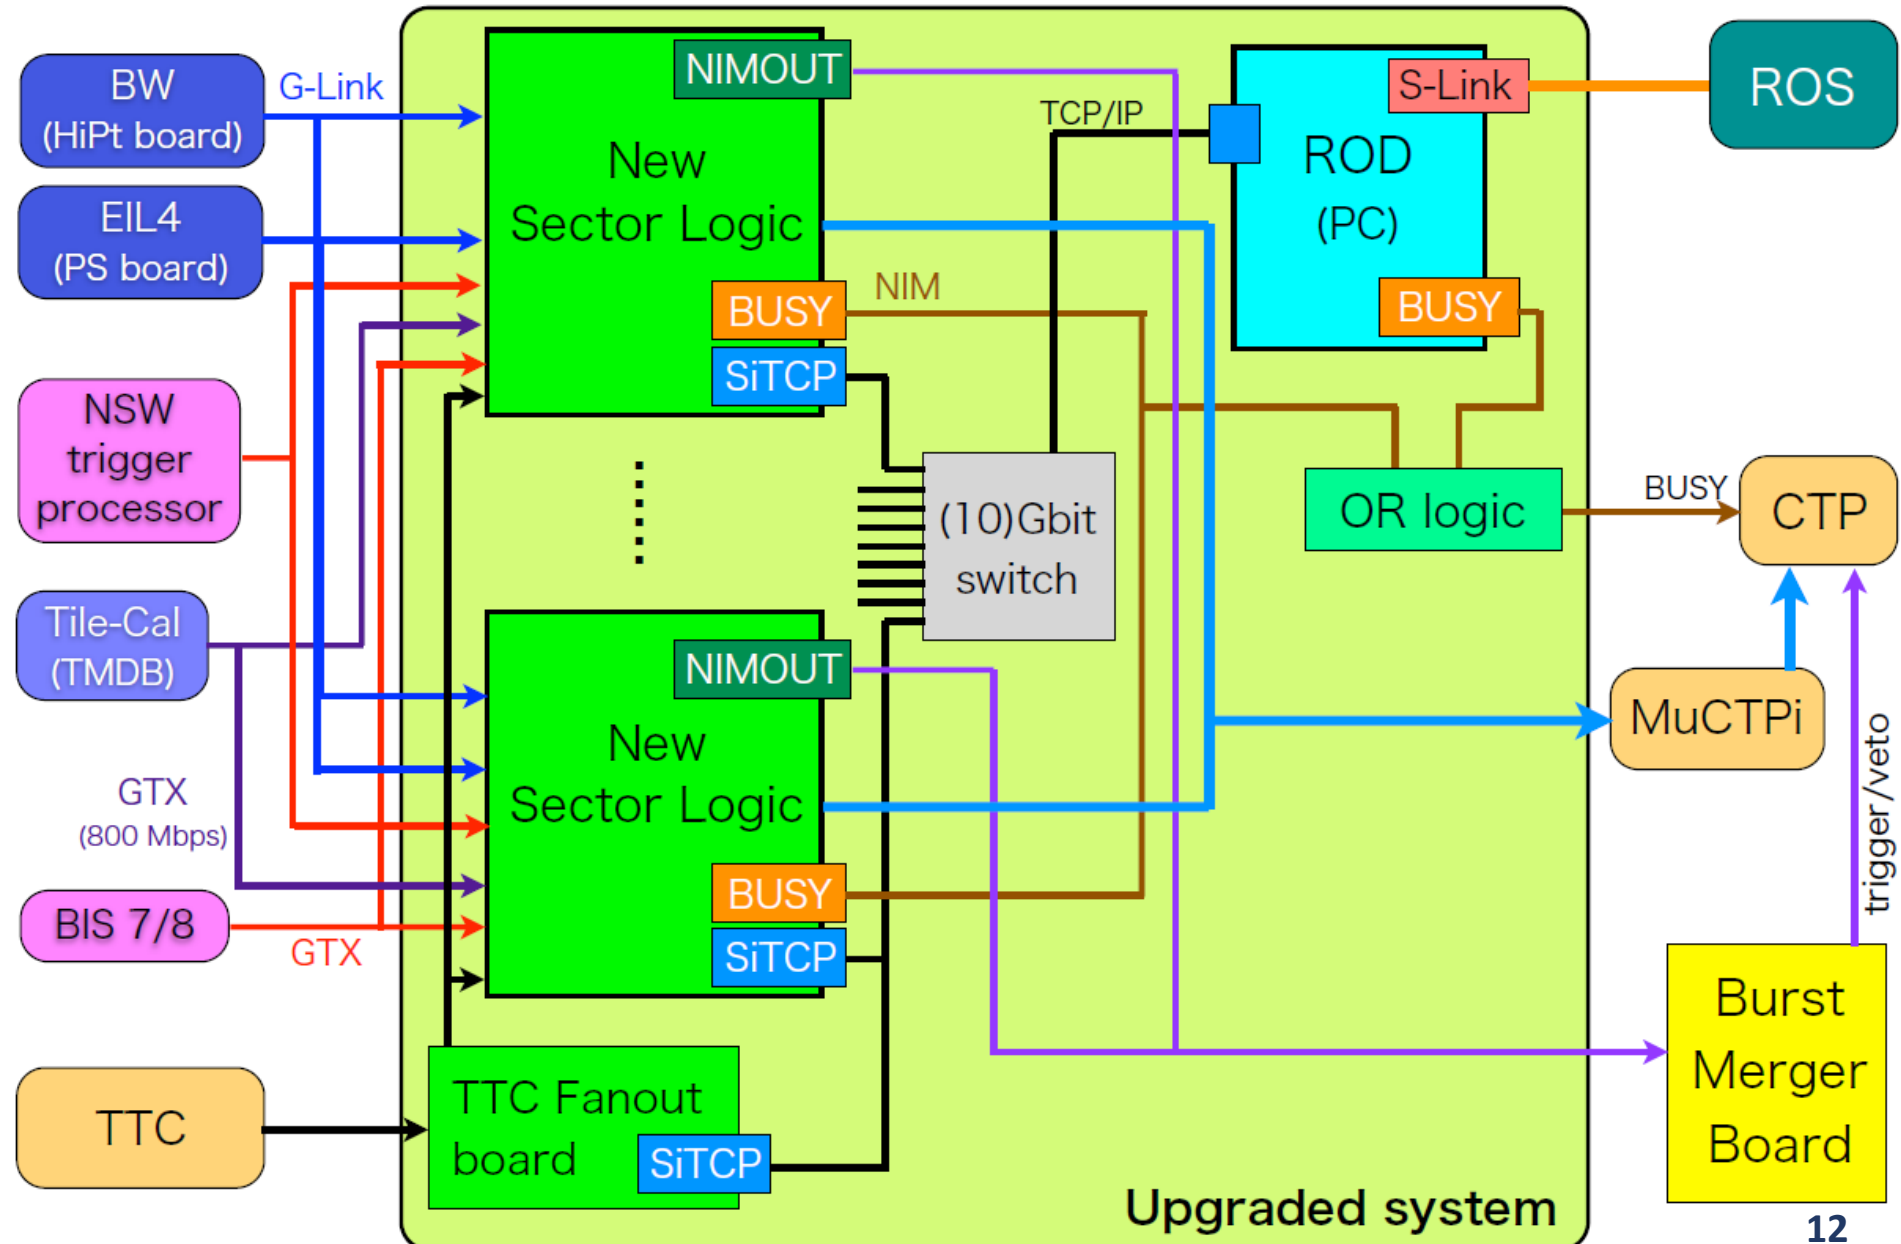 BW
(HiPt board)
G-Link
EIL4
(PS board)
NSW
trigger
processor
Tile-Cal
(TMDB)
GTX
(800 Mbps)
BIS 7/8
GTX
TTC
NIMOUT
New
Sector Logic
BUSY
SiTCP
NIM
TCP/IP
S-Link
ROD
(PC)
BUSY
ROS
(10)Gbit
switch
OR logic
BUSY
CTP
NIMOUT
New
Sector Logic
BUSY
SiTCP
MuCTPi
trigger/veto
TTC Fanout
board
SiTCP
Burst
Merger
Board
Upgraded system
12